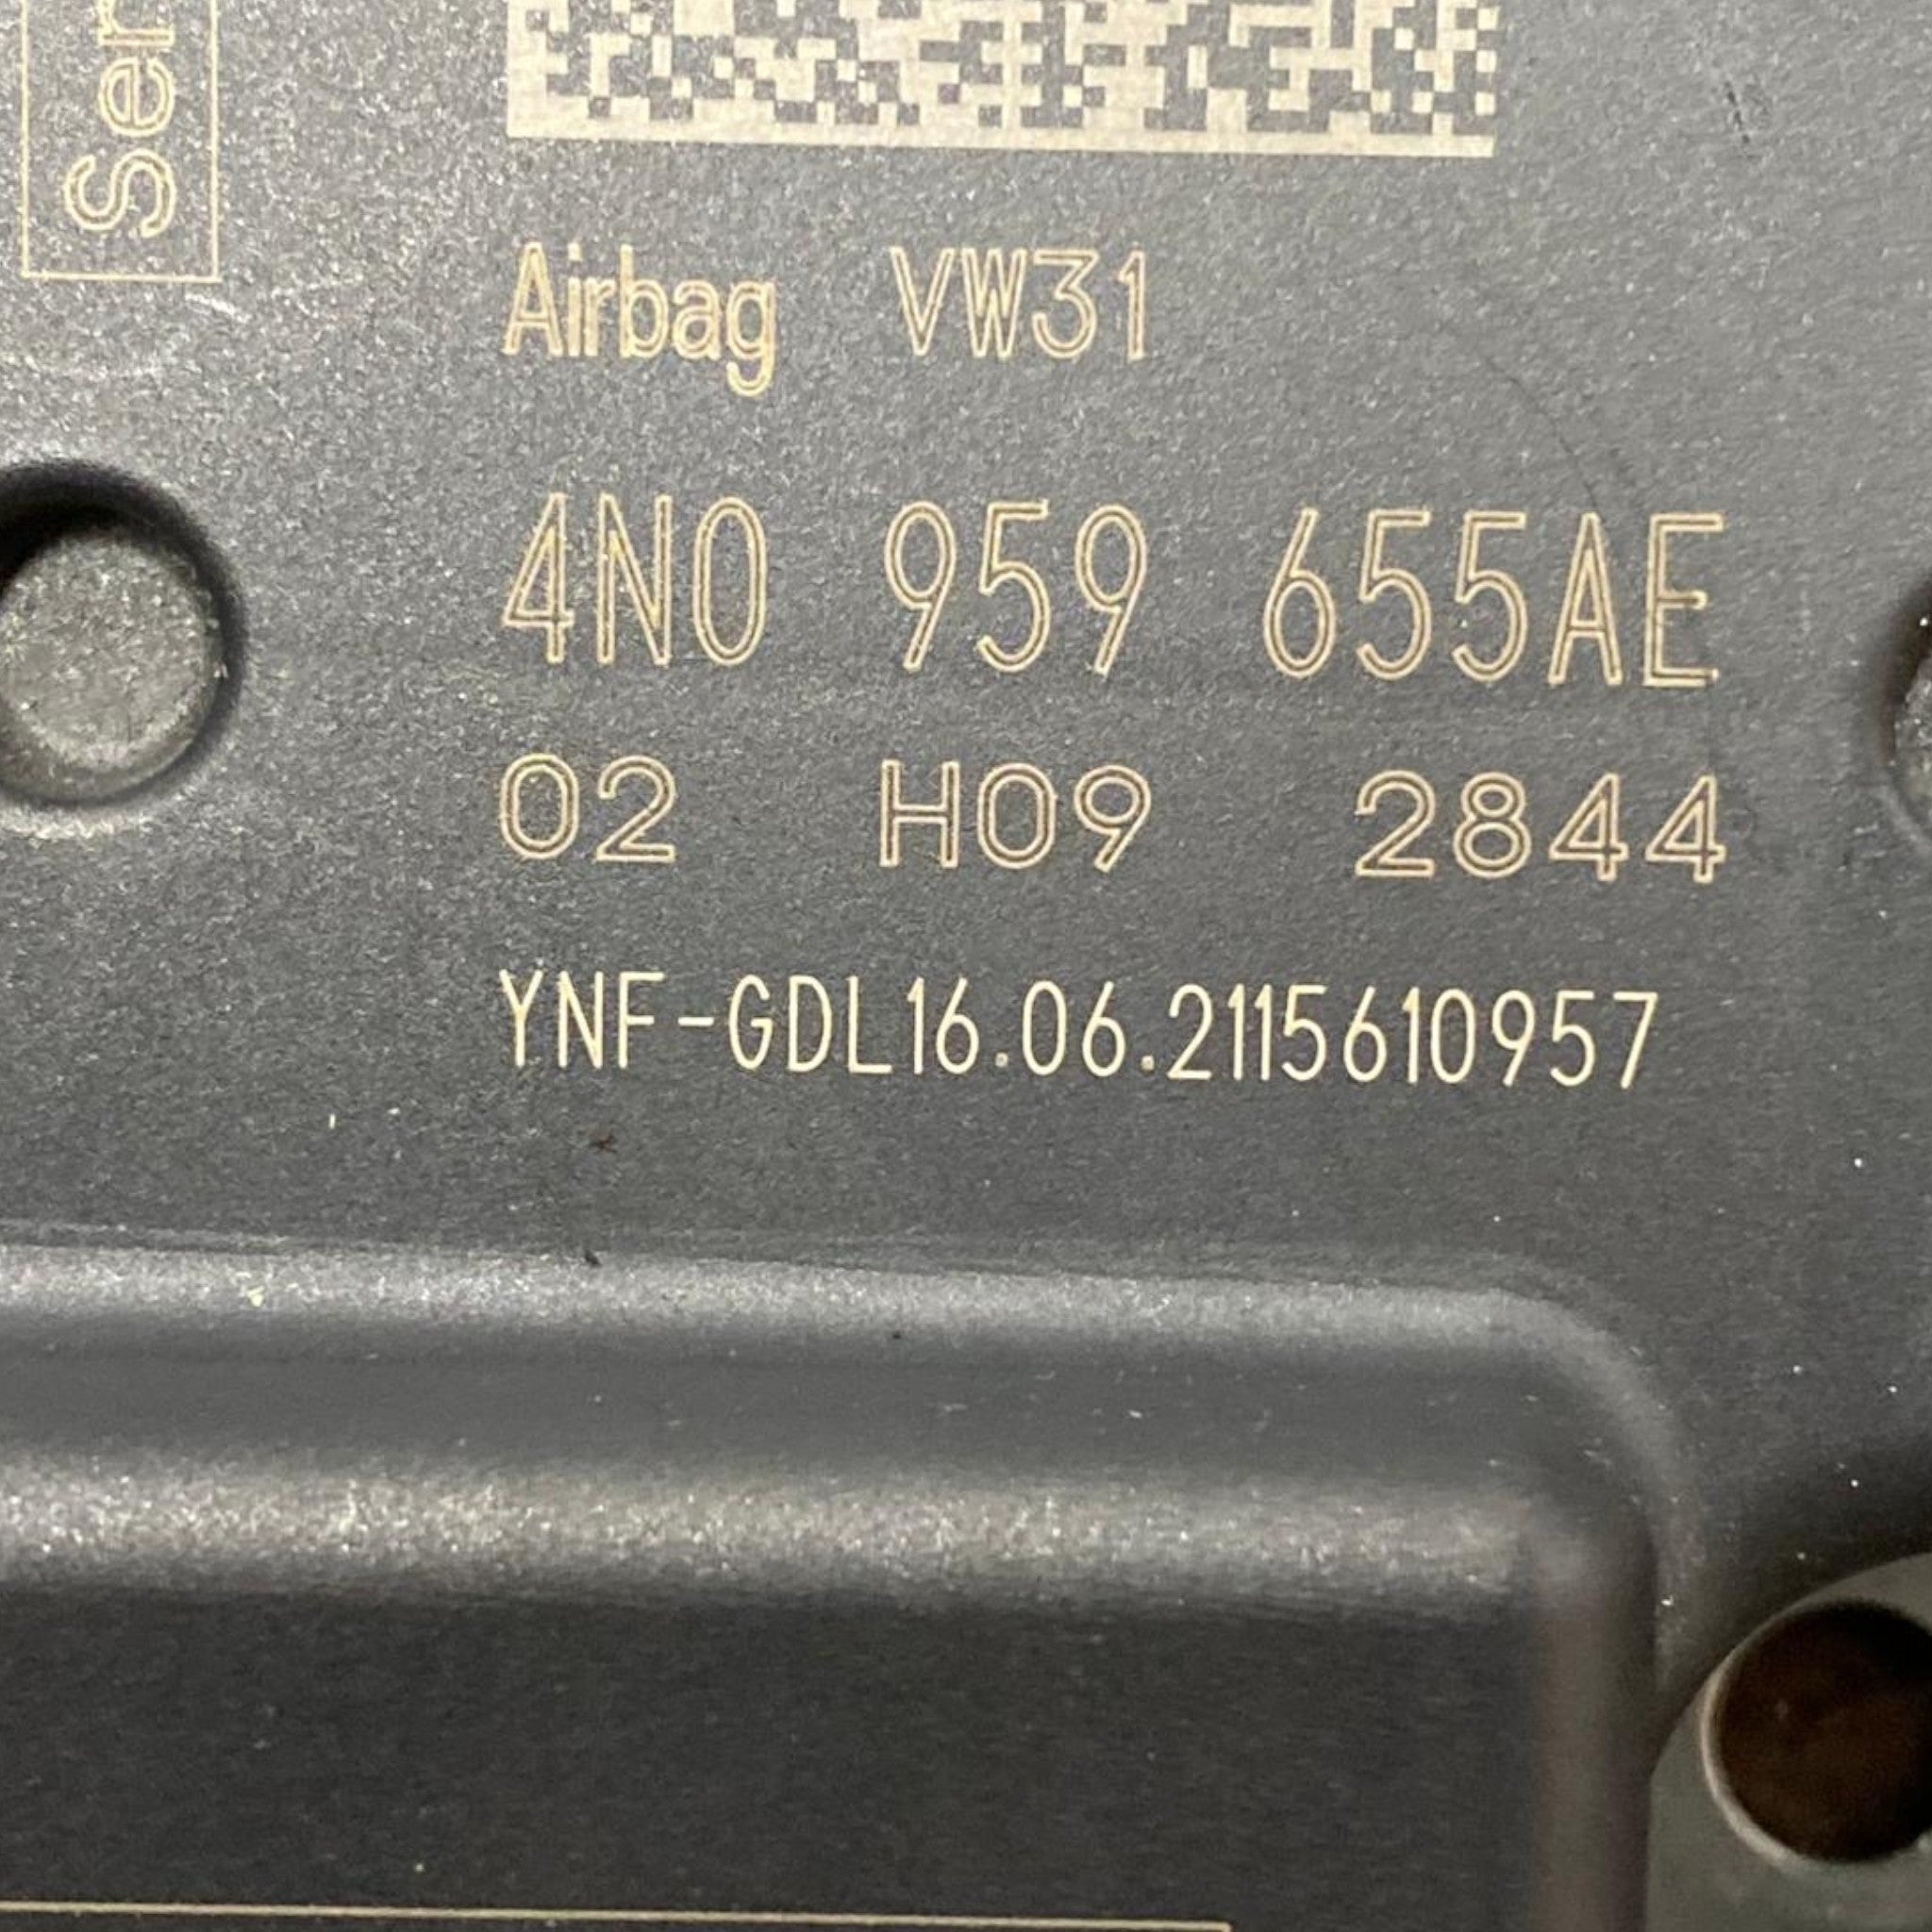 Ser
Airbag VW31
4N0 959 655AE
02 H09 2844
YNF-GDL16.06.2115610957